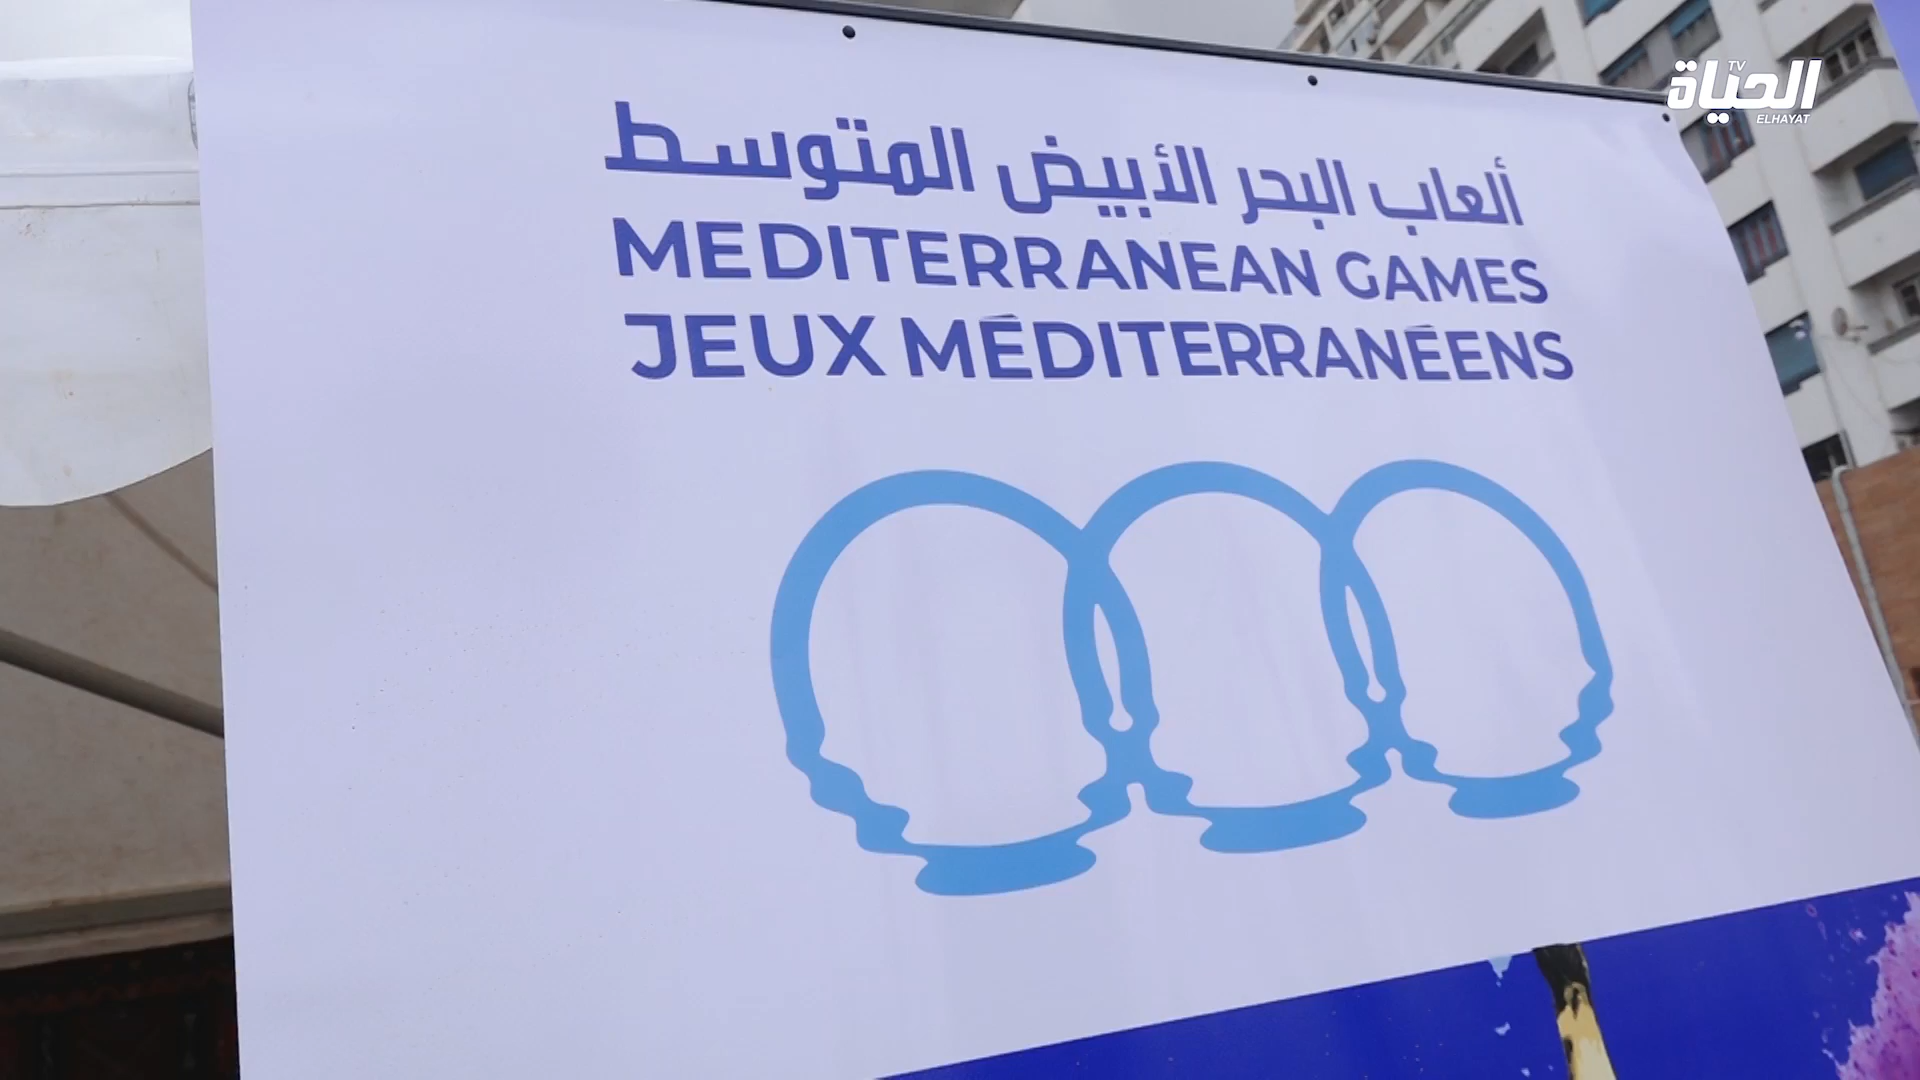 ألعاب البحر الأبيض المتوسط
MEDITERRANEAN GAMES
JEUX MÉDITERRANÉENS
الحياة TV
ELHAYAT